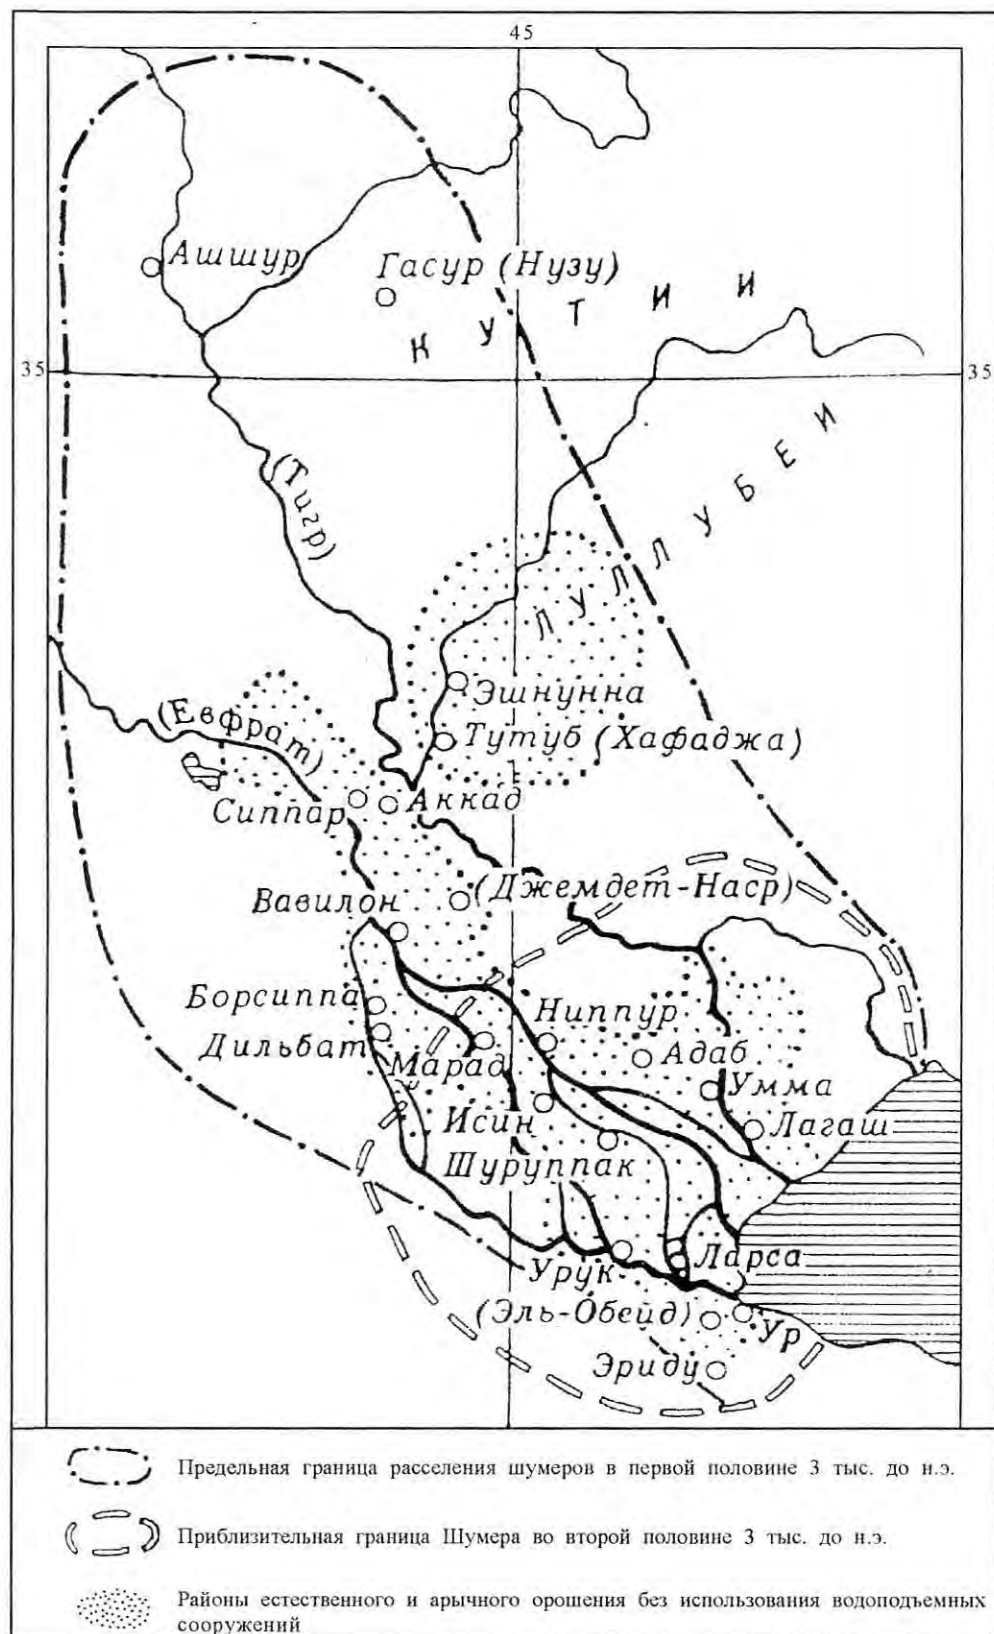 45
Ашшур
Гасур (Нузу)
КУТИИ
35
35
(Тигр)
ЛУЛЛУБЕИ
Эшнунна
(Евфрат)
Тутуб (Хафаджа)
Сиппар
Аккад
Вавилон
(Джемдет-Наср)
Борсиппа
Ниппур
Дильбат
Марад
Адаб
Умма
Исин
Лагаш
Шуруппак
Урук
Ларса
(Эль-Обейд)
Ур
Эриду
Предельная граница расселения шумеров в первой половине 3 тыс. до н.э.
Приблизительная граница Шумера во второй половине 3 тыс. до н.э.
Районы естественного и арычного орошения без использования водоподъемных
сооружений